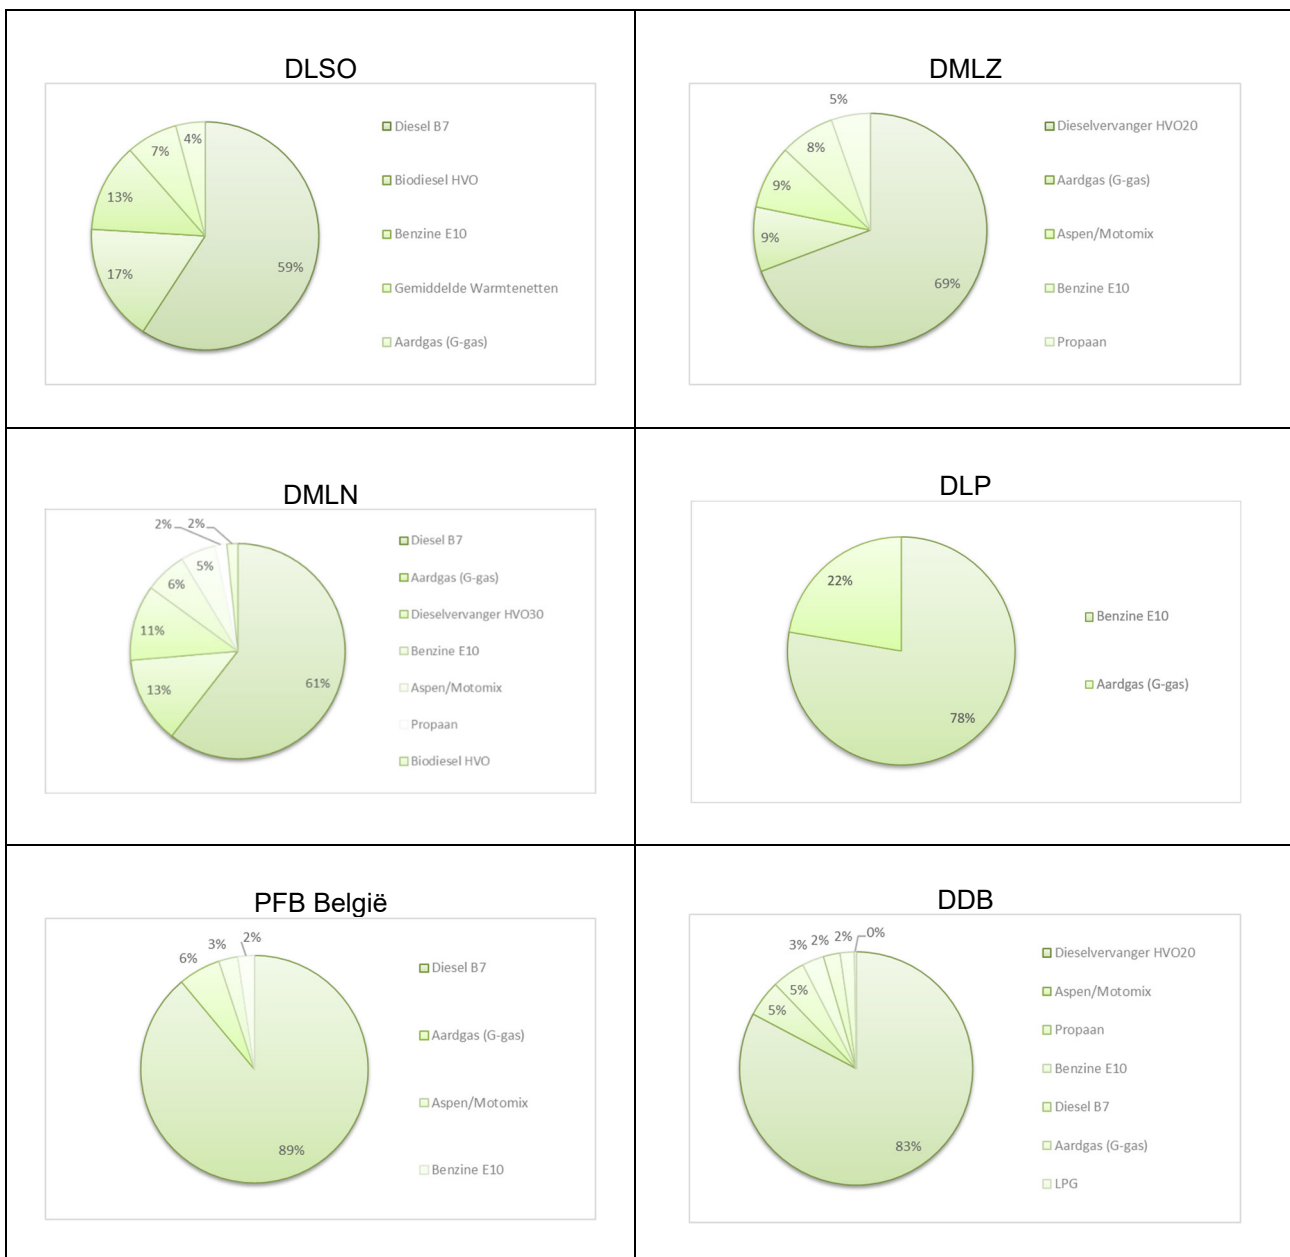 DLSO
4%
7%
13%
17%
59%
Diesel B7
Biodiesel HVO
Benzine E10
Gemiddelde Warmtenetten
Aardgas (G-gas)
DMLZ
5%
8%
9%
9%
69%
Dieselvervanger HVO20
Aardgas (G-gas)
Aspen/Motomix
Benzine E10
Propaan
DMLN
2%
2%
5%
6%
11%
13%
61%
Diesel B7
Aardgas (G-gas)
Dieselvervanger HVO30
Benzine E10
Aspen/Motomix
Propaan
Biodiesel HVO
DLP
22%
78%
Benzine E10
Aardgas (G-gas)
PFB België
2%
3%
6%
89%
Diesel B7
Aardgas (G-gas)
Aspen/Motomix
Benzine E10
DDB
0%
2%
2%
3%
5%
5%
83%
Dieselvervanger HVO20
Aspen/Motomix
Propaan
Benzine E10
Diesel B7
Aardgas (G-gas)
LPG